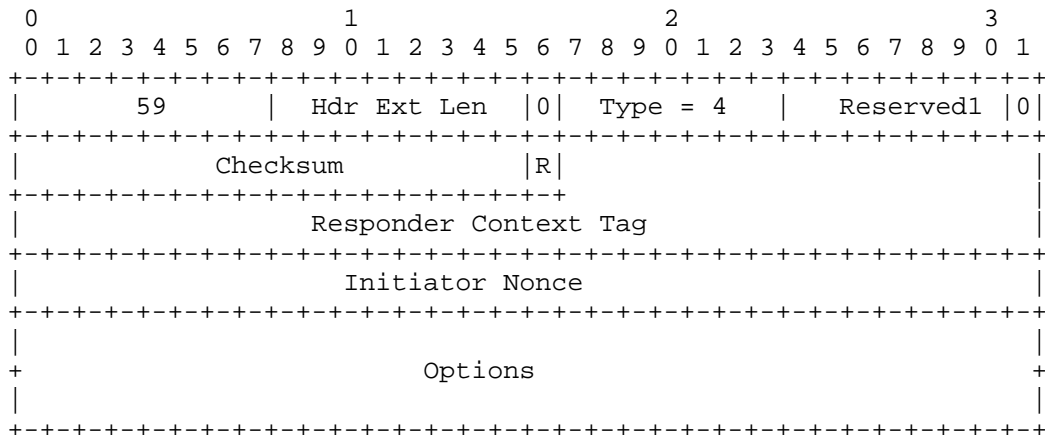 0                   1                   2                   3
 0 1 2 3 4 5 6 7 8 9 0 1 2 3 4 5 6 7 8 9 0 1 2 3 4 5 6 7 8 9 0 1
+-+-+-+-+-+-+-+-+-+-+-+-+-+-+-+-+-+-+-+-+-+-+-+-+-+-+-+-+-+-+-+-+
|       59      |  Hdr Ext Len  |0|  Type = 4   |   Reserved1 |0|
+-+-+-+-+-+-+-+-+-+-+-+-+-+-+-+-+-+-+-+-+-+-+-+-+-+-+-+-+-+-+-+-+
|            Checksum           |R|                             |
+-+-+-+-+-+-+-+-+-+-+-+-+-+-+-+-+-+                             |
|                  Responder Context Tag                        |
+-+-+-+-+-+-+-+-+-+-+-+-+-+-+-+-+-+-+-+-+-+-+-+-+-+-+-+-+-+-+-+-+
|                    Initiator Nonce                            |
+-+-+-+-+-+-+-+-+-+-+-+-+-+-+-+-+-+-+-+-+-+-+-+-+-+-+-+-+-+-+-+-+
|                                                               |
+                         Options                               +
|                                                               |
+-+-+-+-+-+-+-+-+-+-+-+-+-+-+-+-+-+-+-+-+-+-+-+-+-+-+-+-+-+-+-+-+